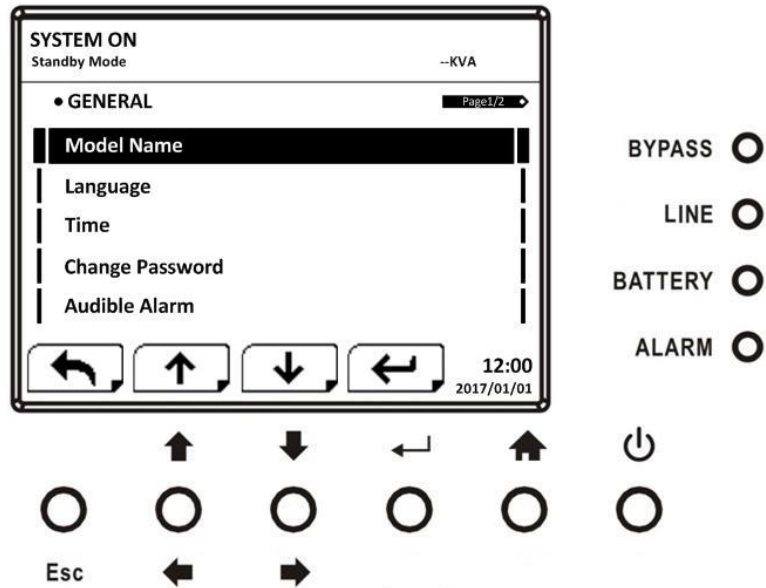 SYSTEM ON
Standby Mode --KVA
• GENERAL Page1/2
Model Name
Language
Time
Change Password
Audible Alarm
12:00
2017/01/01
BYPASS
LINE
BATTERY
ALARM
Esc